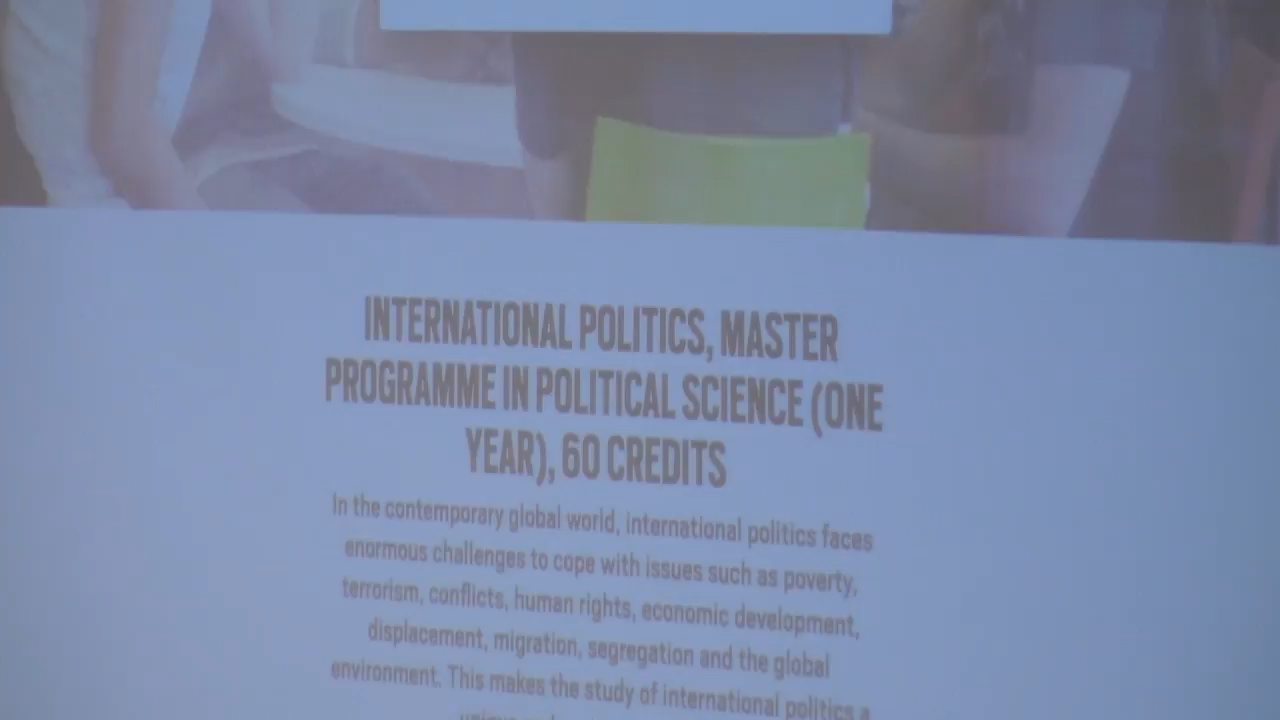 INTERNATIONAL POLITICS, MASTER
PROGRAMME IN POLITICAL SCIENCE (ONE
YEAR), 60 CREDITS
In the contemporary global world, international politics faces
enormous challenges to cope with issues such as poverty,
terrorism, conflicts, human rights, economic development,
displacement, migration, segregation and the global
environment. This makes the study of international politics a